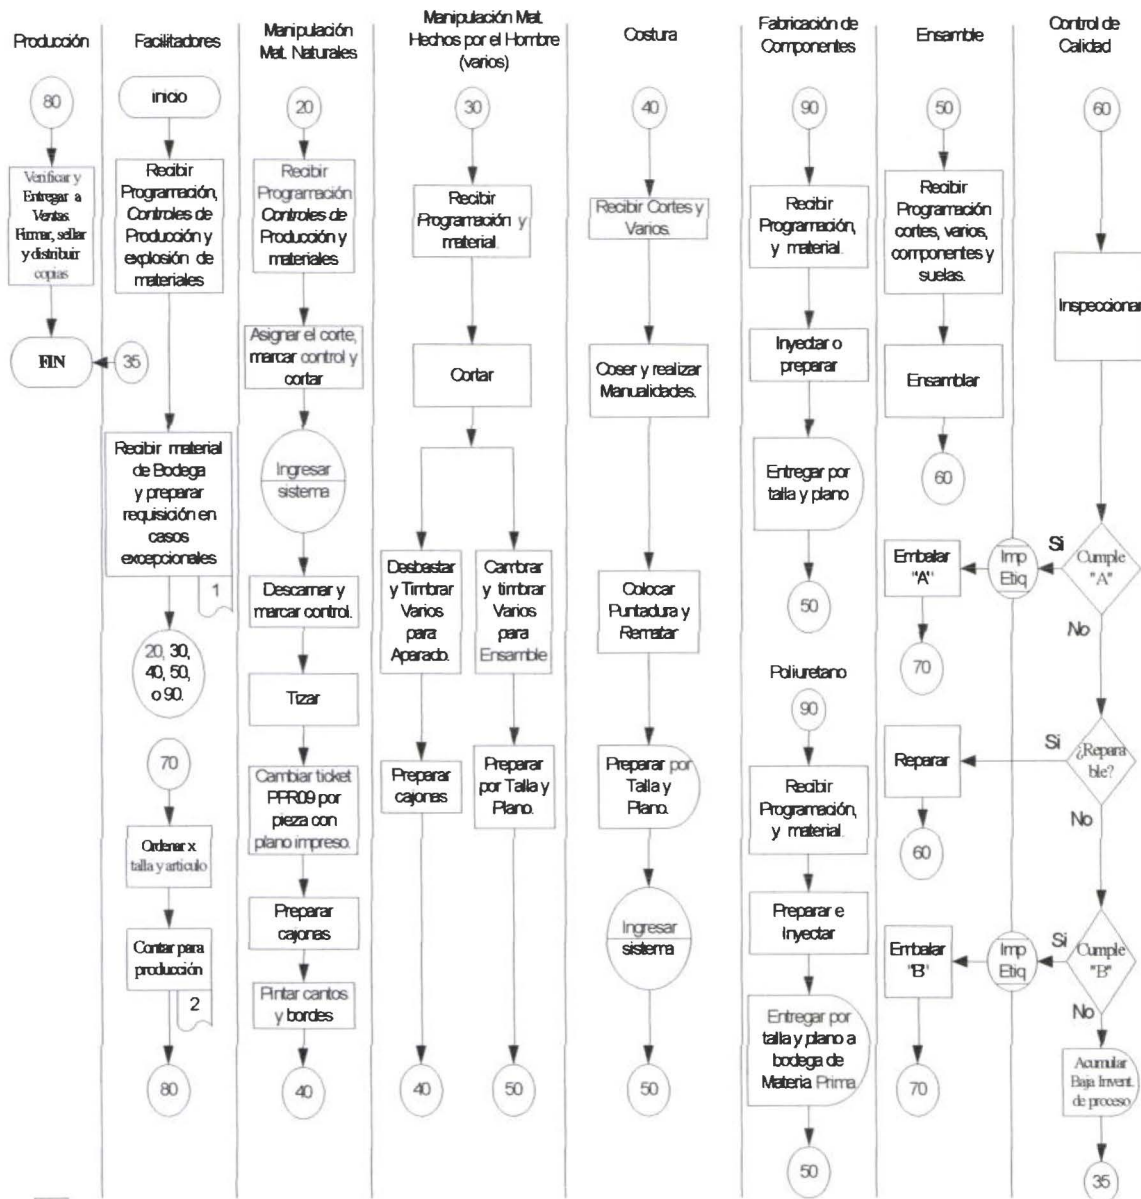 Producción
80
Verificar y
Entregar a
Ventas.
Firmar, sellar
y distribuir
copias
FIN
35
Facilitadores
inicio
Recibir
Programación,
Controles de
Producción y
explosión de
materiales
Recibir material
de Bodega
y preparar
requisición en
casos
excepcionales
1
20, 30,
40, 50,
o 90.
70
Ordenar x
talla y artículo
Contar para
producción
2
80
Manipulación
Mat. Naturales
20
Recibir
Programación
Controles de
Producción y
materiales
Asignar el corte,
marcar control y
cortar
Ingresar
sistema
Descarnar y
marcar control.
Tizar
Cambiar ticket
PPR09 por
pieza con
plano impreso.
Preparar
cajonas
Pintar cantos
y bordes
40
Manipulación Mat.
Hechos por el Hombre
(varios)
30
Recibir
Programación y
material.
Cortar
Desbastar
y Timbrar
Varios
para
Aparado.
Preparar
cajonas
40
Cambrar
y timbrar
Varios
para
Ensamble
Preparar
por Talla y
Plano.
50
Costura
40
Recibir Cortes y
Varios.
Coser y realizar
Manualidades.
Colocar
Puntadura y
Rematar
Preparar por
Talla y
Plano.
Ingresar
sistema
50
Fabricación de
Componentes
90
Recibir
Programación,
y material.
Inyectar o
preparar
Entregar por
talla y plano
50
Poliuretano
90
Recibir
Programación,
y material.
Preparar e
Inyectar
Entregar por
talla y plano a
bodega de
Materia Prima
50
Ensamble
50
Recibir
Programación
cortes, varios,
componentes y
suelas.
Ensamblar
60
Embalar
"A"
70
Reparar
60
Embalar
"B"
70
Control de
Calidad
60
Inspeccionar
Cumple
"A"
Si
Imp
Etiq
No
¿Repara
ble?
Si
No
Cumple
"B"
Si
Imp
Etiq
No
Acumular
Baja Invent.
de proceso
35